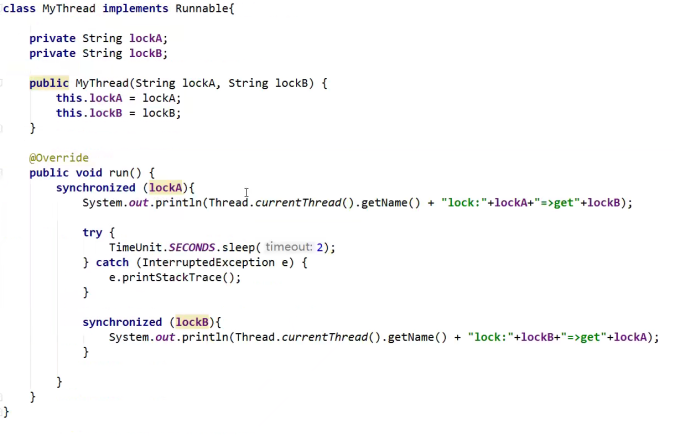 class MyThread implements Runnable{
private String lockA;
private String lockB;
public MyThread(String lockA, String lockB) {
this.lockA = lockA;
this.lockB = lockB;
}
@Override
public void run() {
synchronized (lockA){
System.out.println(Thread.currentThread().getName() + "lock:"+lockA+"=>get"+lockB);
try {
TimeUnit.SECONDS.sleep( timeout: 2);
} catch (InterruptedException e) {
e.printStackTrace();
}
synchronized (lockB){
System.out.println(Thread.currentThread().getName() + "lock:"+lockB+"=>get"+lockA);
}
}
}
}